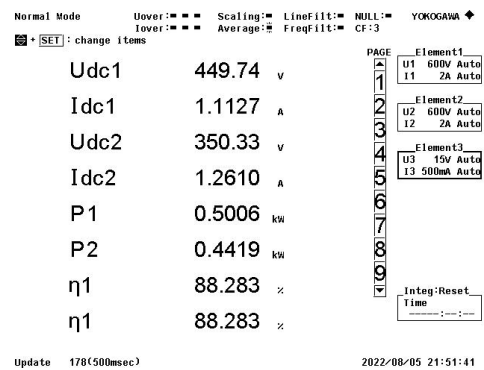 Normal Mode Uover:■ ■ ■ Scaling:■ LineFilt:■ NULL:■ YOKOGAWA ◆
Iover:■ ■ ■ Average:■ FreqFilt:■ CF:3
+ SET : change items
PAGE
▲
1
2
3
4
5
6
7
8
9
▼
Udc1 449.74 V
Idc1 1.1127 A
Udc2 350.33 V
Idc2 1.2610 A
P1 0.5006 kW
P2 0.4419 kW
η1 88.283 %
η1 88.283 %
Element1
U1 600V Auto
I1 2A Auto
Element2
U2 600V Auto
I2 2A Auto
Element3
U3 15V Auto
I3 500mA Auto
Integ:Reset
Time
-----:--:--
Update 178(500msec) 2022/08/05 21:51:41